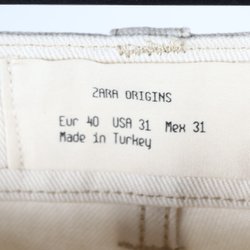 ZARA ORIGINS
Eur 40 USA 31 Mex 31
Made in Turkey